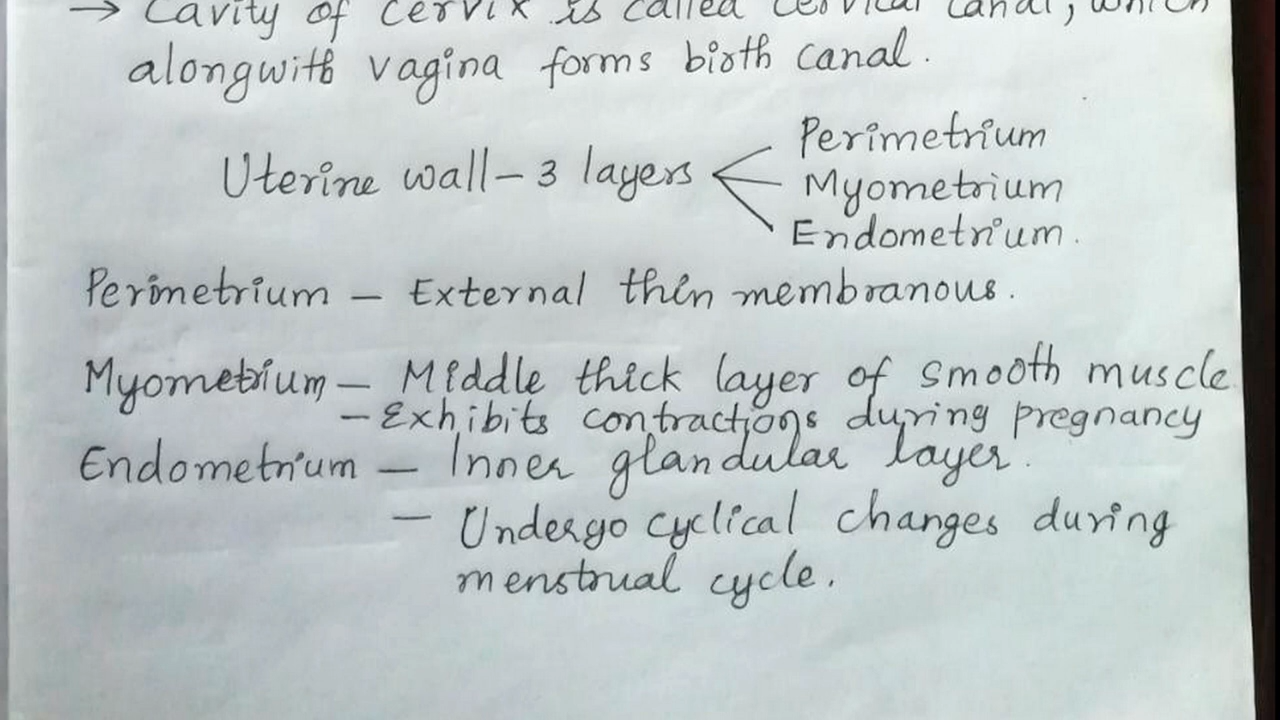 → Cavity of cervix is called cervical canal, which
alongwith vagina forms birth canal.
Uterine wall - 3 layers
Perimetrium
Myometrium
Endometrium.
Perimetrium - External thin membranous.
Myometrium - Middle thick layer of smooth muscle
- Exhibits contractions during pregnancy
Endometrium - Inner glandular layer.
- Undergo cyclical changes during
menstrual cycle.